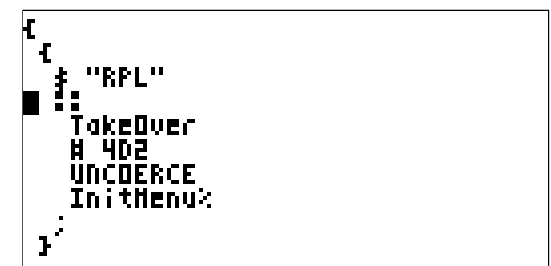 {
{
$ "RPL"
::
TakeOver
# 4D2
UNCOERCE
InitMenu%
;
}